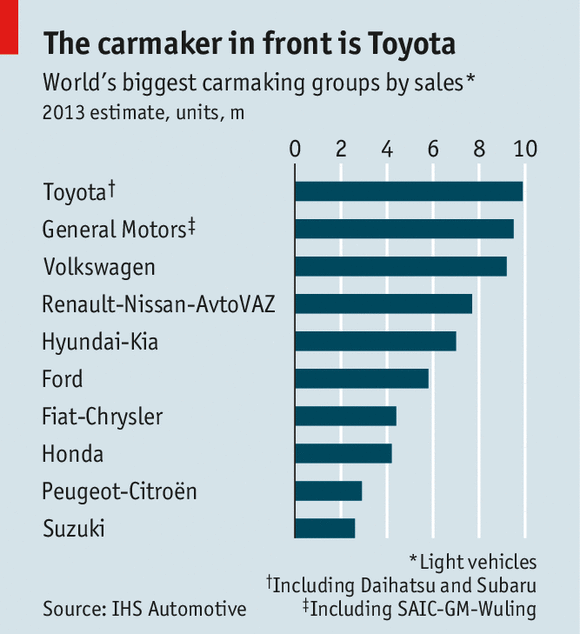 The carmaker in front is Toyota
World's biggest carmaking groups by sales*
2013 estimate, units, m
0 2 4 6 8 10
Toyota†
General Motors‡
Volkswagen
Renault-Nissan-AvtoVAZ
Hyundai-Kia
Ford
Fiat-Chrysler
Honda
Peugeot-Citroën
Suzuki
*Light vehicles
†Including Daihatsu and Subaru
Source: IHS Automotive ‡Including SAIC-GM-Wuling